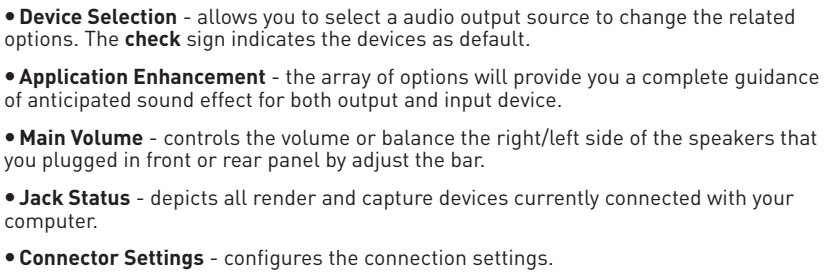 • Device Selection - allows you to select a audio output source to change the related
options. The check sign indicates the devices as default.
• Application Enhancement - the array of options will provide you a complete guidance
of anticipated sound effect for both output and input device.
• Main Volume - controls the volume or balance the right/left side of the speakers that
you plugged in front or rear panel by adjust the bar.
• Jack Status - depicts all render and capture devices currently connected with your
computer.
• Connector Settings - configures the connection settings.